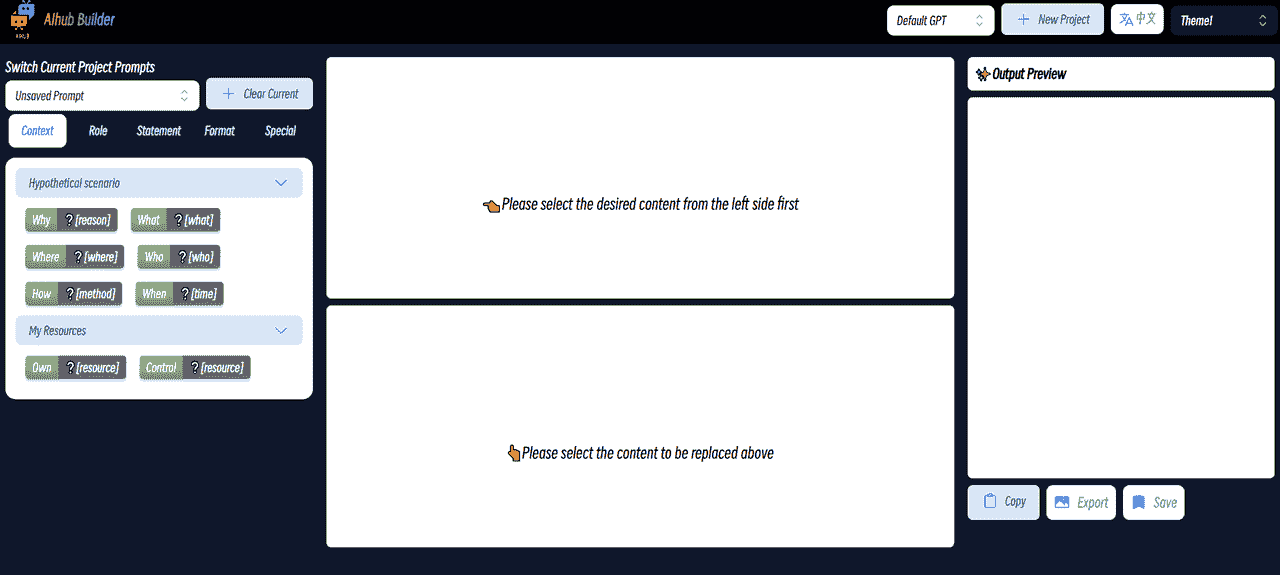 AIhub Builder
Default GPT
New Project
中文
Theme1
Switch Current Project Prompts
Unsaved Prompt
Clear Current
Context Role Statement Format Special
Hypothetical scenario
Why ? [reason] What ? [what]
Where ? [where] Who ? [who]
How ? [method] When ? [time]
My Resources
Own ? [resource] Control ? [resource]
Please select the desired content from the left side first
Please select the content to be replaced above
Output Preview
Copy Export Save